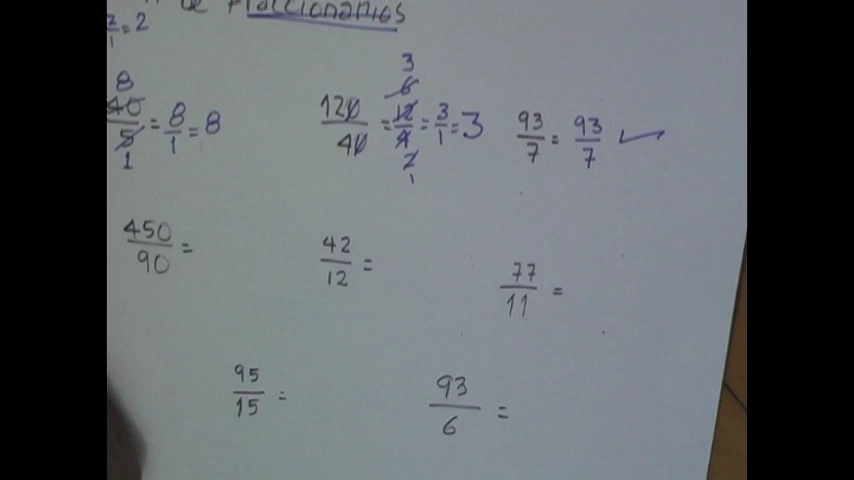 de Fraccionarios
2/1 = 2
40/5 = 8/1 = 8
120/40 = 12/4 = 3/1 = 3
93/7 = 93/7 ✓
450/90 =
42/12 =
77/11 =
95/15 =
93/6 =